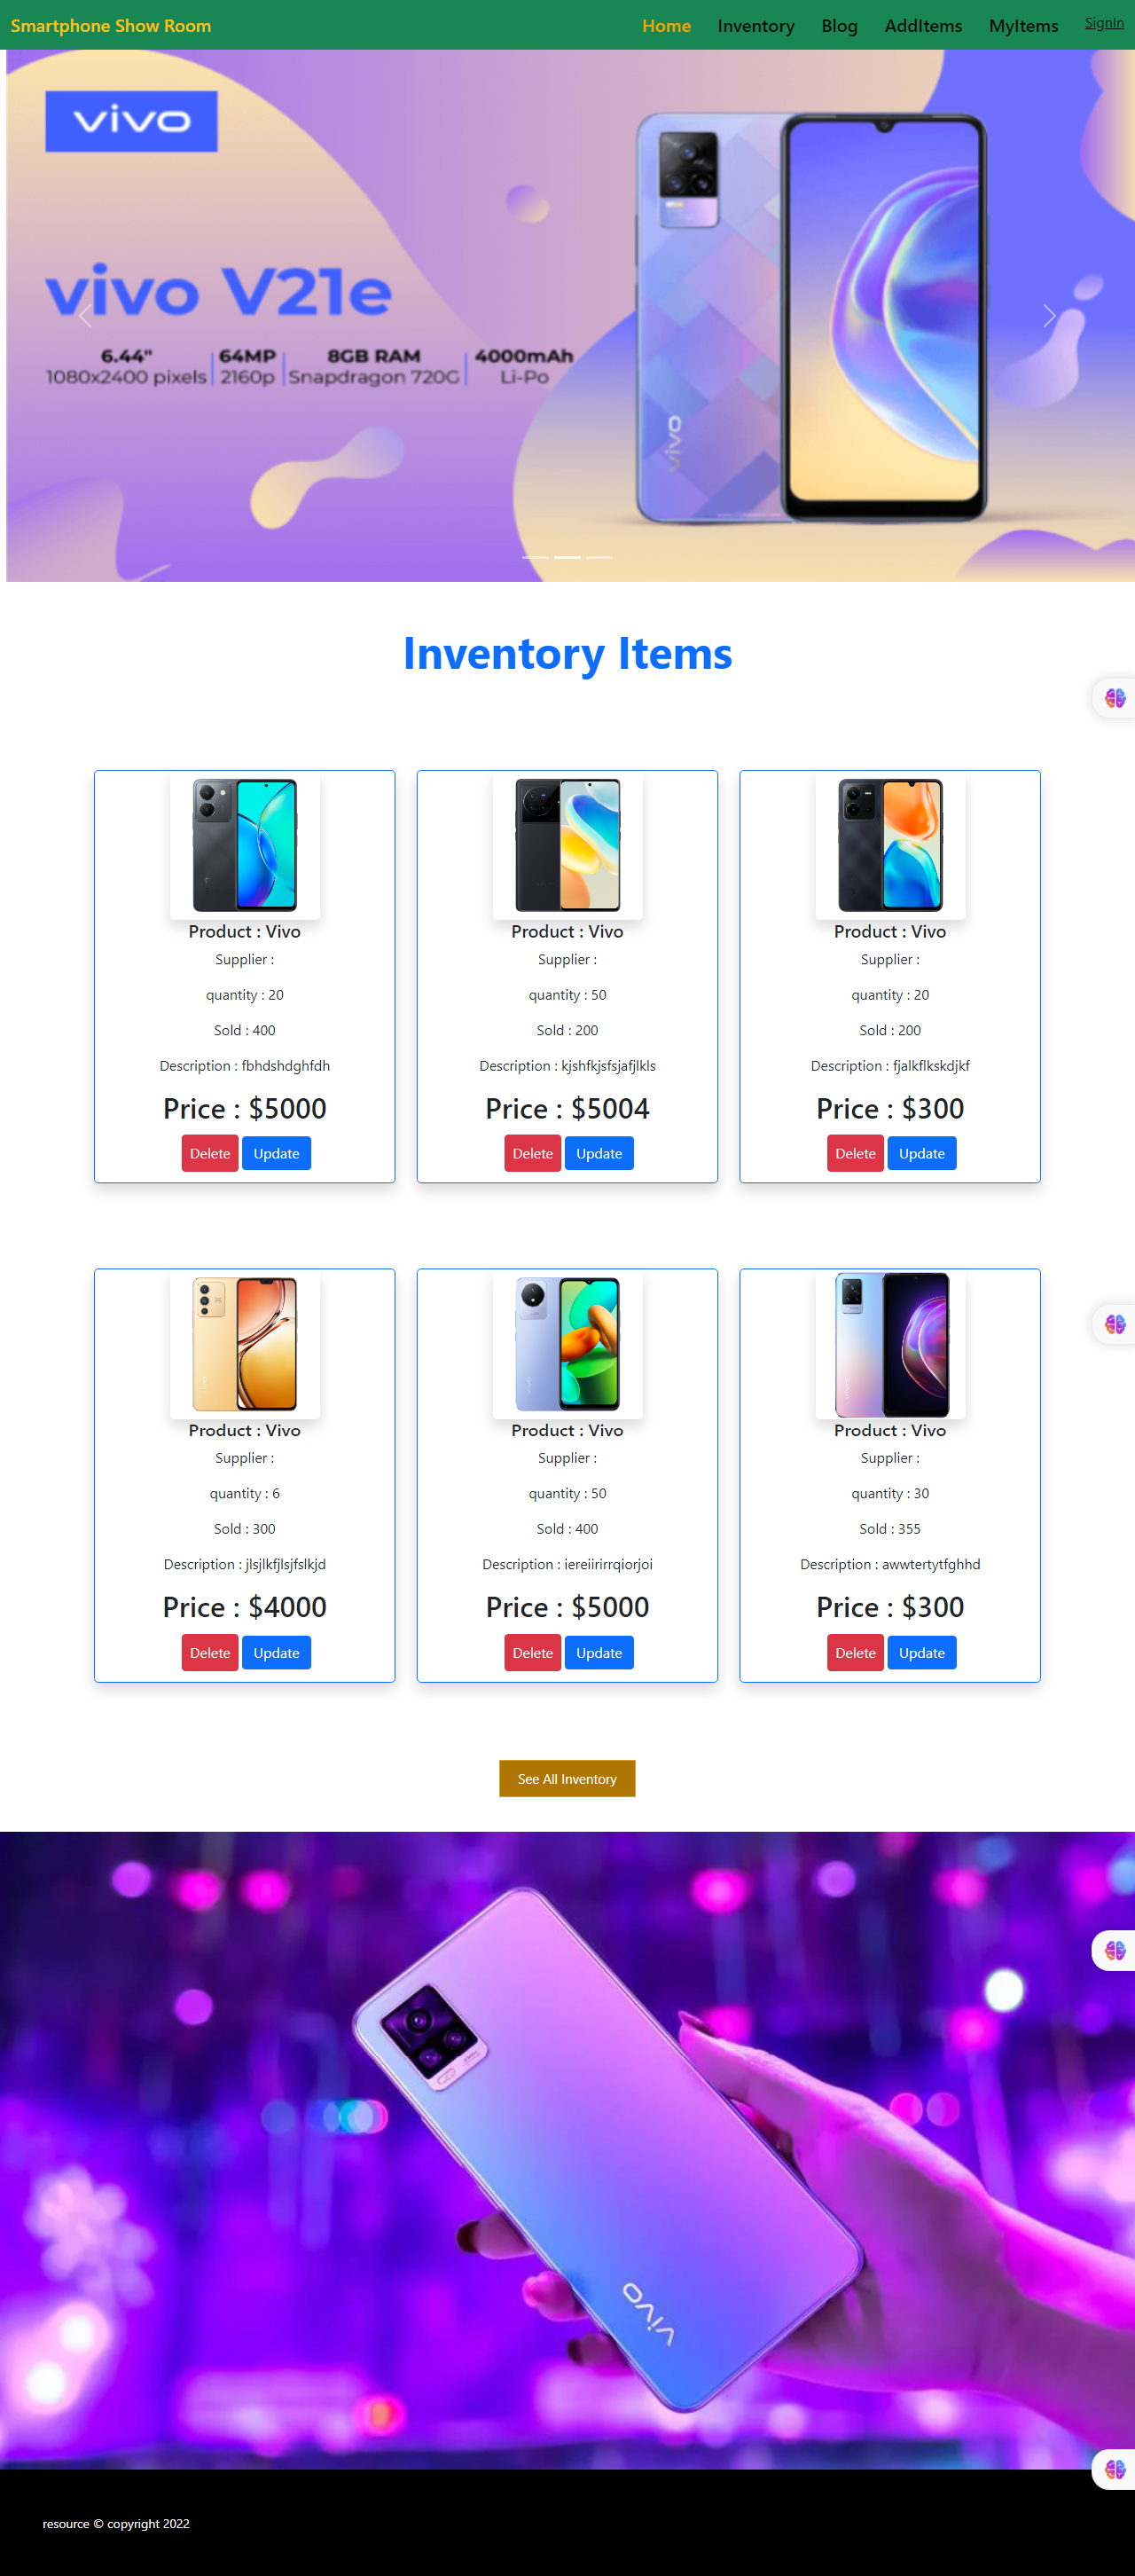 Smartphone Show Room
Home Inventory Blog AddItems MyItems SignIn
vivo
vivo V21e
6.44" 64MP 8GB RAM 4000mAh
1080x2400 pixels 2160p Snapdragon 720G Li-Po
vivo
Inventory Items
Product : Vivo
Supplier :
quantity : 20
Sold : 400
Description : fbhdshdghfdh
Price : $5000
Delete Update
Product : Vivo
Supplier :
quantity : 50
Sold : 200
Description : kjshfkjsfsjafjlkls
Price : $5004
Delete Update
Product : Vivo
Supplier :
quantity : 20
Sold : 200
Description : fjalkflkskdjkf
Price : $300
Delete Update
Product : Vivo
Supplier :
quantity : 6
Sold : 300
Description : jlsjlkfjlsjfslkjd
Price : $4000
Delete Update
Product : Vivo
Supplier :
quantity : 50
Sold : 400
Description : iereiirirrqiorjoi
Price : $5000
Delete Update
Product : Vivo
Supplier :
quantity : 30
Sold : 355
Description : awwtertytfghhd
Price : $300
Delete Update
See All Inventory
vivo
resource © copyright 2022